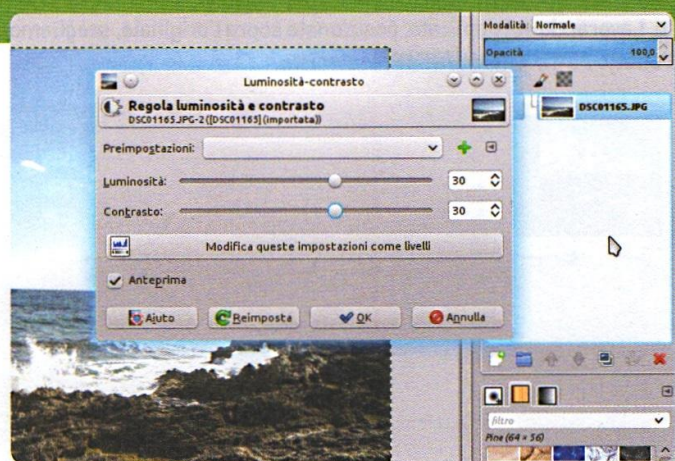 Modalità: Normale
Opacità 100,0
Luminosità-contrasto
Regola luminosità e contrasto
DSC01165.JPG-2 ([DSC01165] (importata))
DSC01165.JPG
Preimpostazioni:
Luminosità: 30
Contrasto: 30
Modifica queste impostazioni come livelli
Anteprima
Aiuto
Reimposta
OK
Annulla
filtro
Pine (64 × 56)